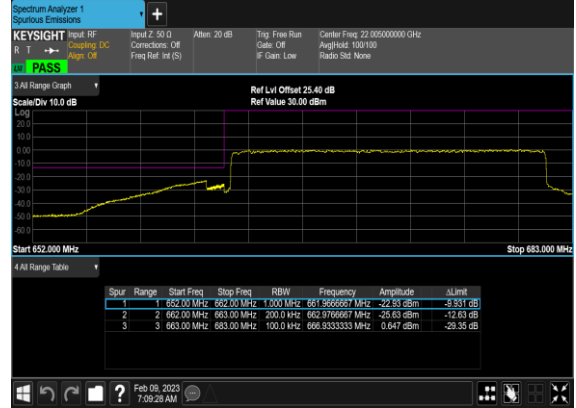 Spectrum Analyzer 1
Spurious Emissions
KEYSIGHT Input: RF Input Z: 50 Ω Atten: 20 dB Trig: Free Run Center Freq: 22.005000000 GHz
R T Coupling: DC Corrections: Off Gate: Off Avg|Hold: 100/100
Align: Off Freq Ref: Int (S) IF Gain: Low Radio Std: None
PASS
3 All Range Graph
Ref Lvl Offset 25.40 dB
Scale/Div 10.0 dB Ref Value 30.00 dBm
Log
20.0
10.0
0.00
-10.0
-20.0
-30.0
-40.0
-50.0
-60.0
Start 652.000 MHz Stop 683.000 MHz
4 All Range Table
Spur Range Start Freq Stop Freq RBW Frequency Amplitude ΔLimit
1 1 652.00 MHz 662.00 MHz 1.000 MHz 661.9666667 MHz -22.93 dBm -9.931 dB
2 2 662.00 MHz 663.00 MHz 200.0 kHz 662.9766667 MHz -25.63 dBm -12.63 dB
3 3 663.00 MHz 683.00 MHz 100.0 kHz 666.9333333 MHz 0.647 dBm -29.35 dB
? Feb 09, 2023
7:09:28 AM